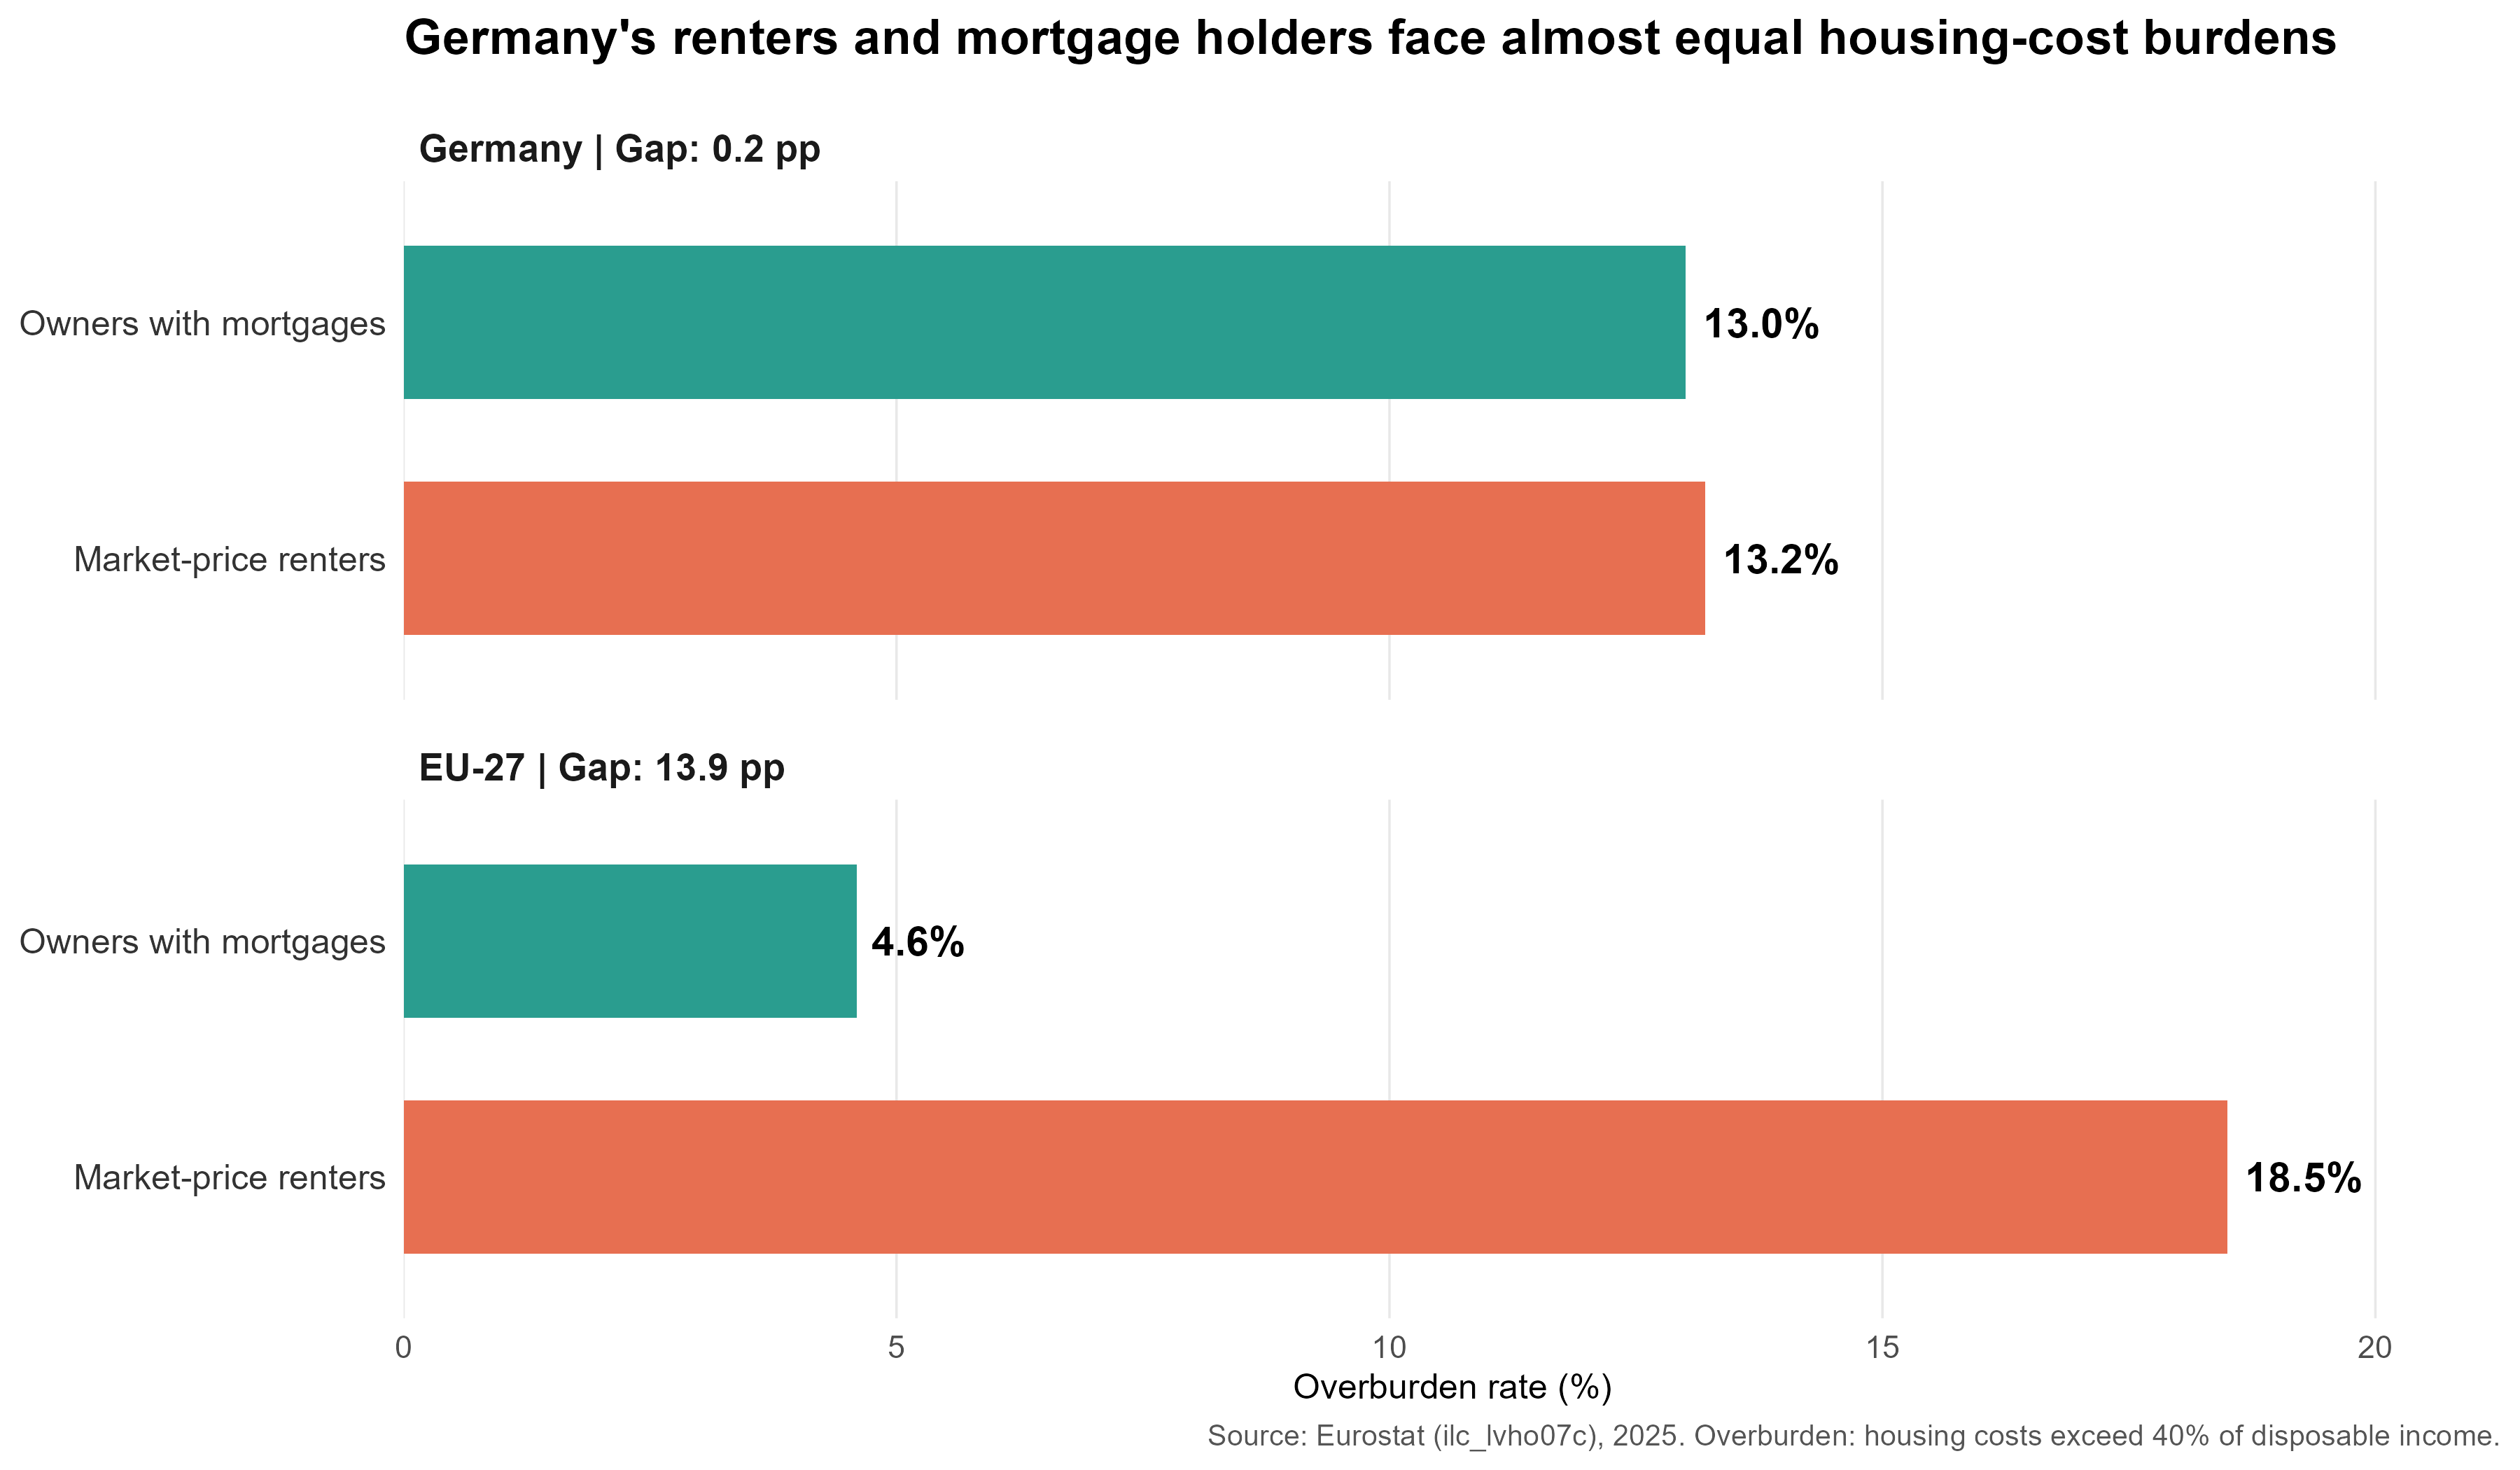 Germany's renters and mortgage holders face almost equal housing-cost burdens
Germany | Gap: 0.2 pp
Owners with mortgages
13.0%
Market-price renters
13.2%
EU-27 | Gap: 13.9 pp
Owners with mortgages
4.6%
Market-price renters
18.5%
0 5 10 15 20
Overburden rate (%)
Source: Eurostat (ilc_lvho07c), 2025. Overburden: housing costs exceed 40% of disposable income.